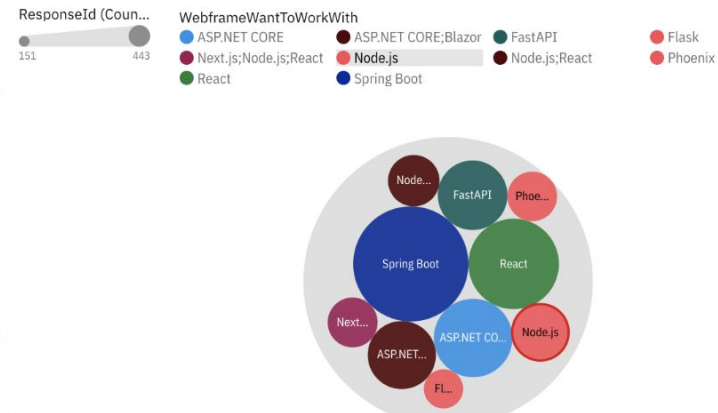 ResponseId (Coun...
151 443
WebframeWantToWorkWith
ASP.NET CORE ASP.NET CORE;Blazor FastAPI Flask
Next.js;Node.js;React Node.js Node.js;React Phoenix
React Spring Boot
Node...
FastAPI
Phoe...
Spring Boot
React
Next...
ASP.NET CO...
Node.js
ASP.NET...
Fl...